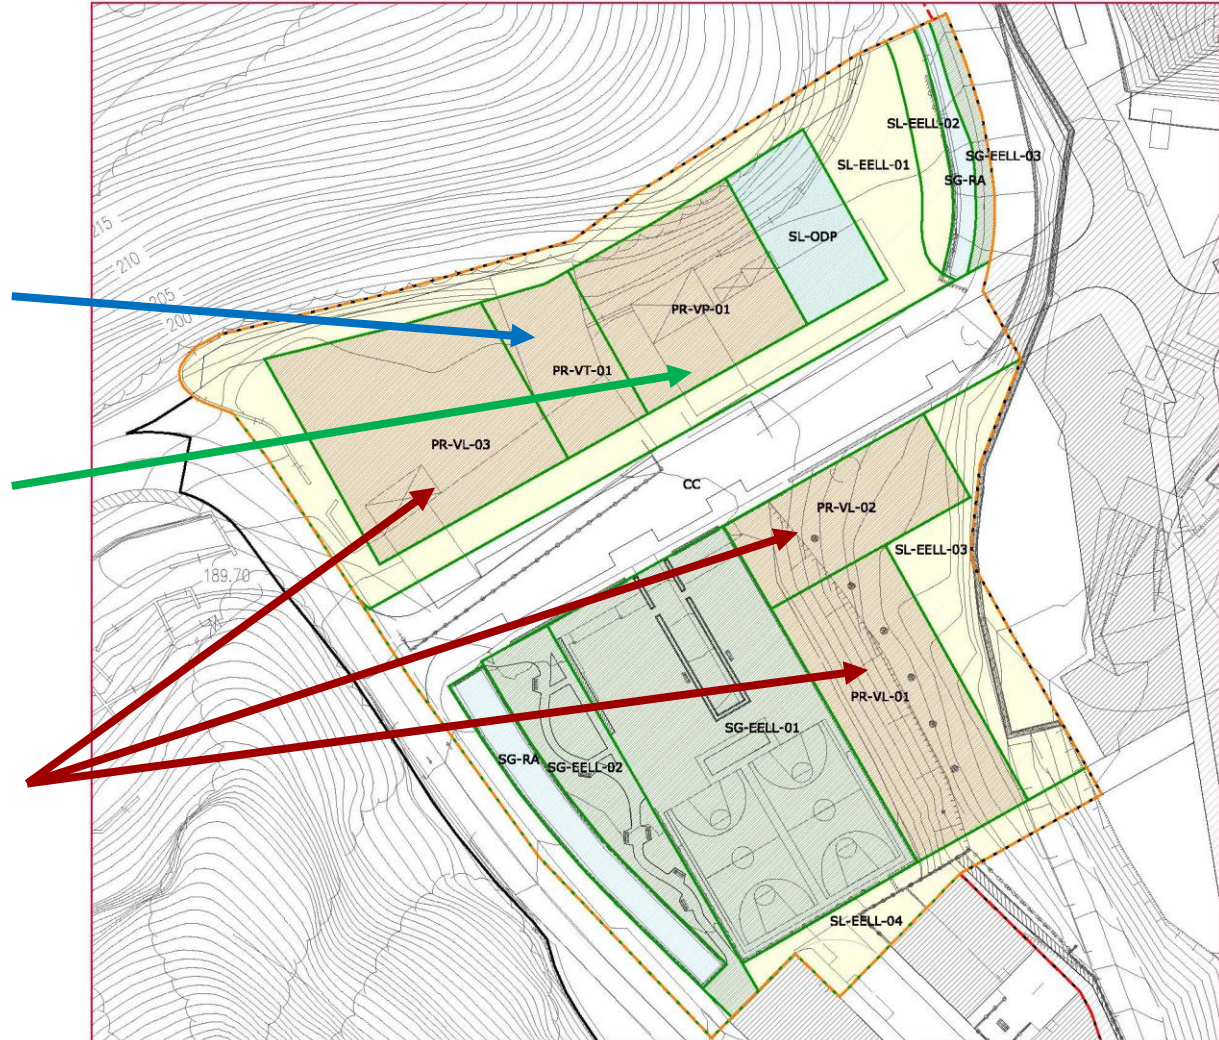 SL-EELL-02
SG-EELL-03
SL-EELL-01
SG-RA
SL-ODP
215
210
205
200
PR-VP-01
PR-VT-01
PR-VL-03
CC
PR-VL-02
SL-EELL-03
189.70
PR-VL-01
SG-EELL-01
SG-RA
SG-EELL-02
SL-EELL-04